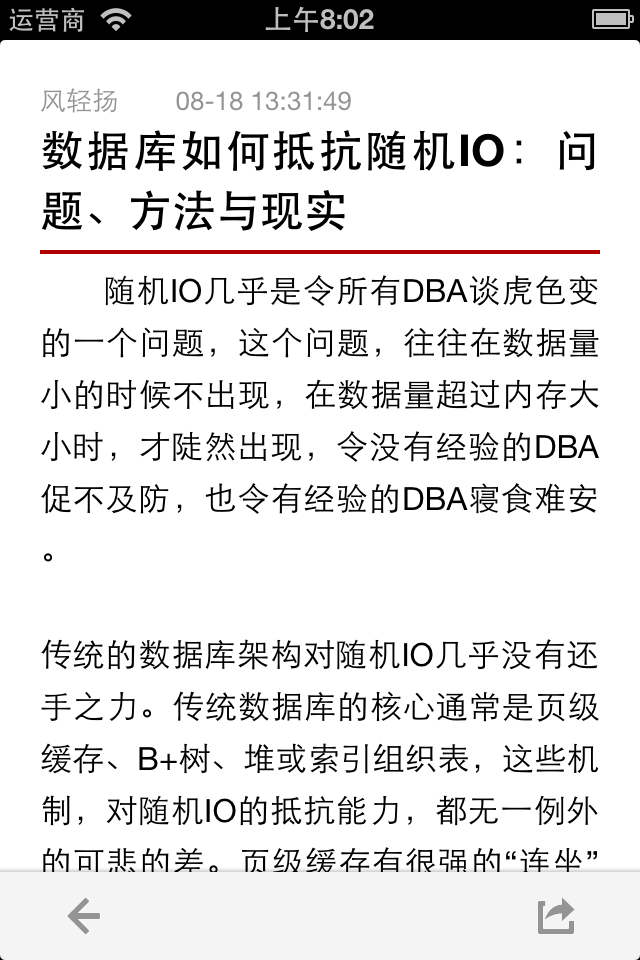 运营商
上午8:02
风轻扬 08-18 13:31:49
数据库如何抵抗随机IO：问
题、方法与现实
随机IO几乎是令所有DBA谈虎色变
的一个问题，这个问题，往往在数据量
小的时候不出现，在数据量超过内存大
小时，才陡然出现，令没有经验的DBA
促不及防，也令有经验的DBA寝食难安
。
传统的数据库架构对随机IO几乎没有还
手之力。传统数据库的核心通常是页级
缓存、B+树、堆或索引组织表，这些机
制，对随机IO的抵抗能力，都无一例外
的可悲的差。页级缓存有很强的“连坐”